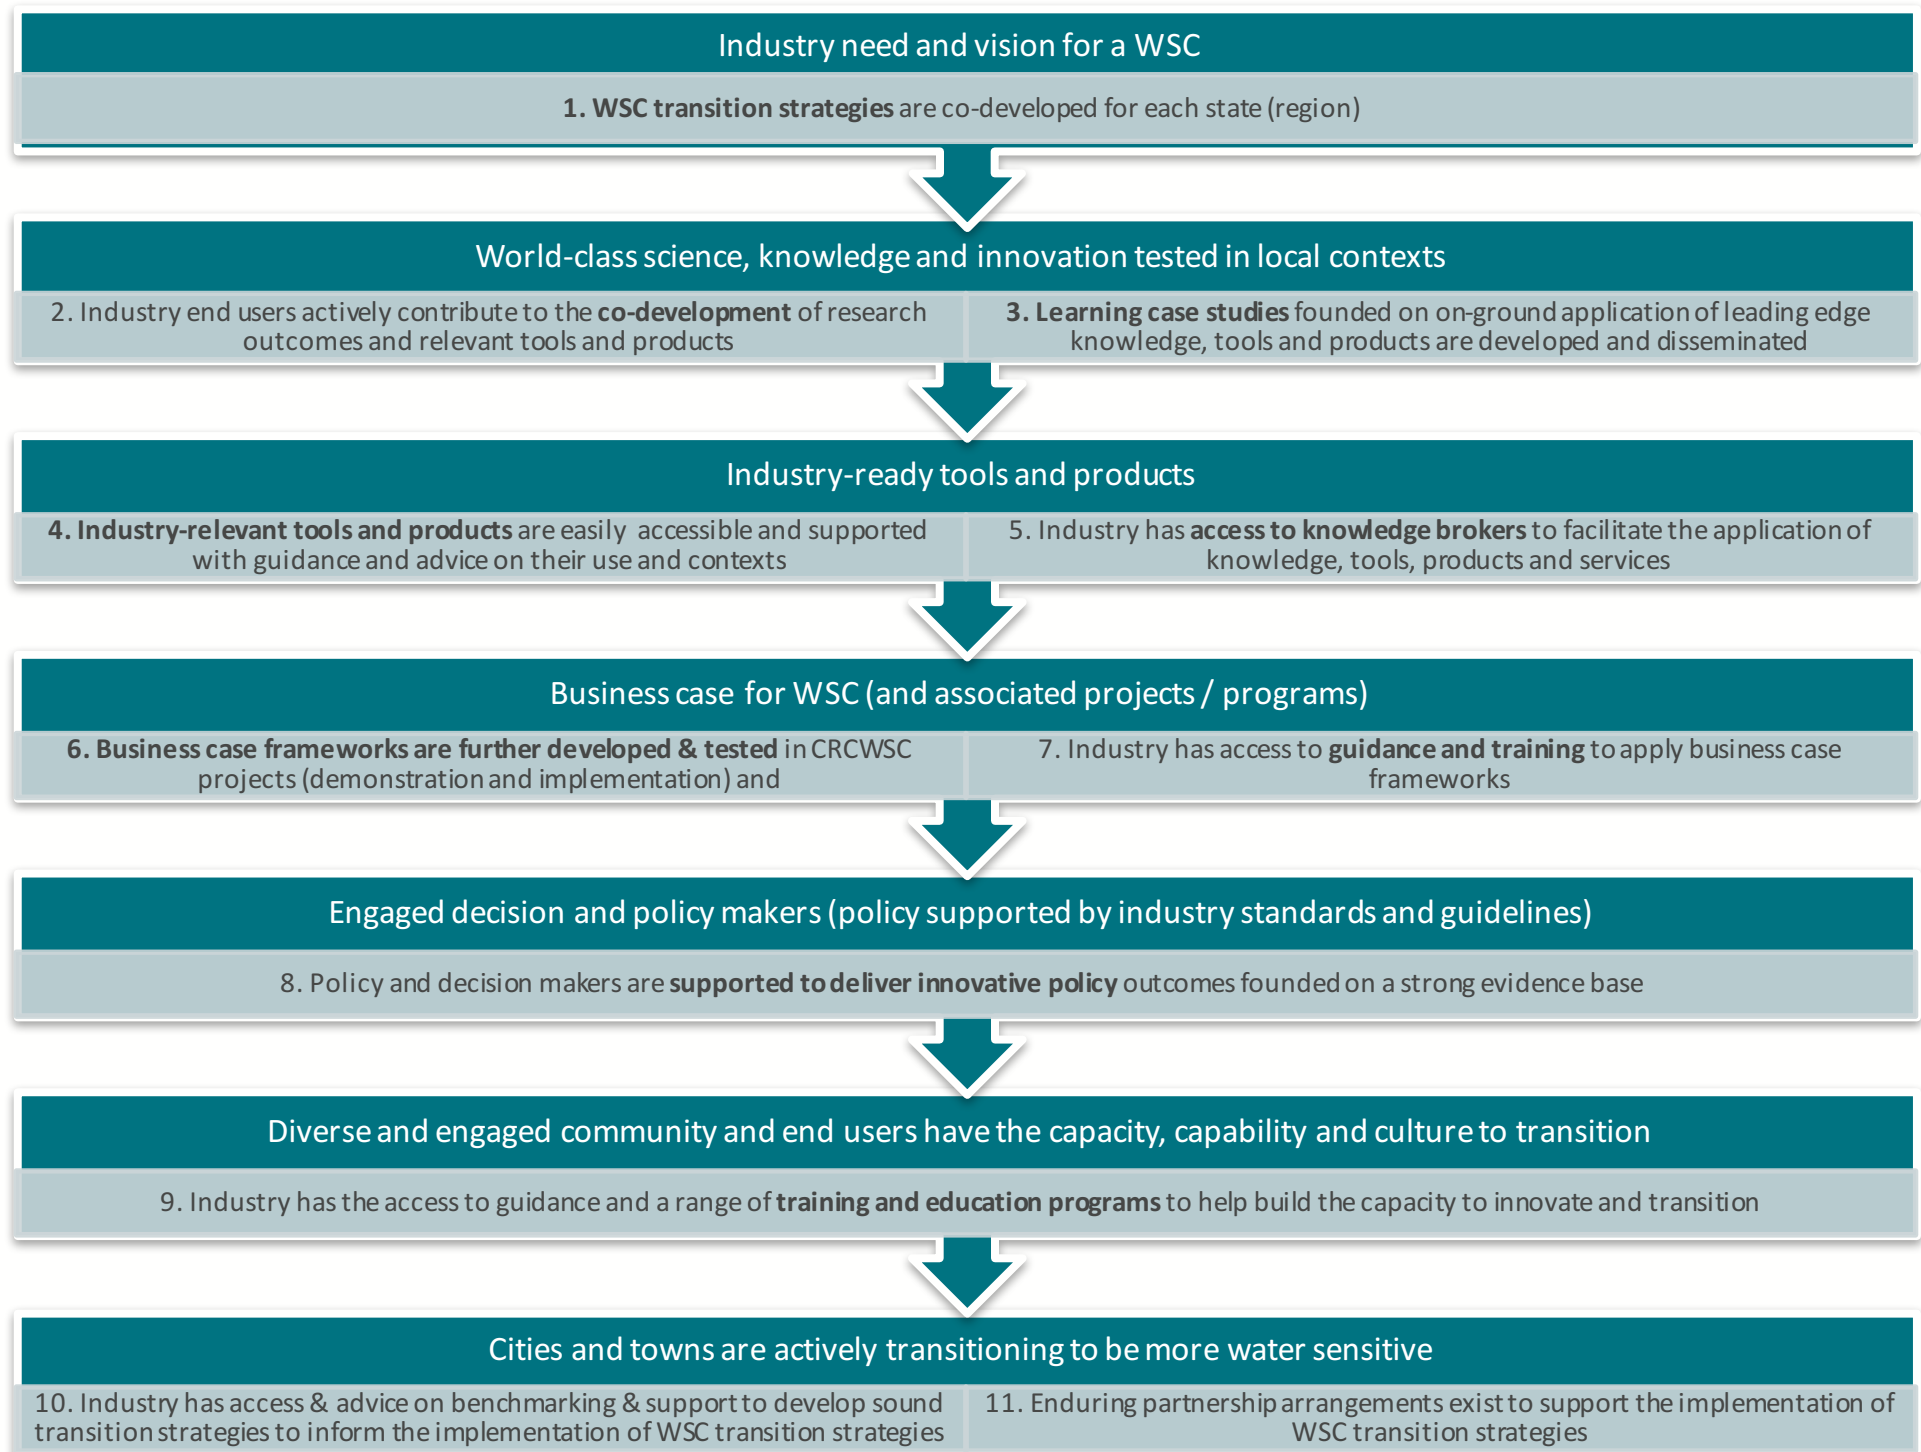 Industry need and vision for a WSC
1. WSC transition strategies are co-developed for each state (region)
World-class science, knowledge and innovation tested in local contexts
2. Industry end users actively contribute to the co-development of research
outcomes and relevant tools and products
3. Learning case studies founded on on-ground application of leading edge
knowledge, tools and products are developed and disseminated
Industry-ready tools and products
4. Industry-relevant tools and products are easily accessible and supported
with guidance and advice on their use and contexts
5. Industry has access to knowledge brokers to facilitate the application of
knowledge, tools, products and services
Business case for WSC (and associated projects / programs)
6. Business case frameworks are further developed & tested in CRCWSC
projects (demonstration and implementation) and
7. Industry has access to guidance and training to apply business case
frameworks
Engaged decision and policy makers (policy supported by industry standards and guidelines)
8. Policy and decision makers are supported to deliver innovative policy outcomes founded on a strong evidence base
Diverse and engaged community and end users have the capacity, capability and culture to transition
9. Industry has the access to guidance and a range of training and education programs to help build the capacity to innovate and transition
Cities and towns are actively transitioning to be more water sensitive
10. Industry has access & advice on benchmarking & support to develop sound
transition strategies to inform the implementation of WSC transition strategies
11. Enduring partnership arrangements exist to support the implementation of
WSC transition strategies